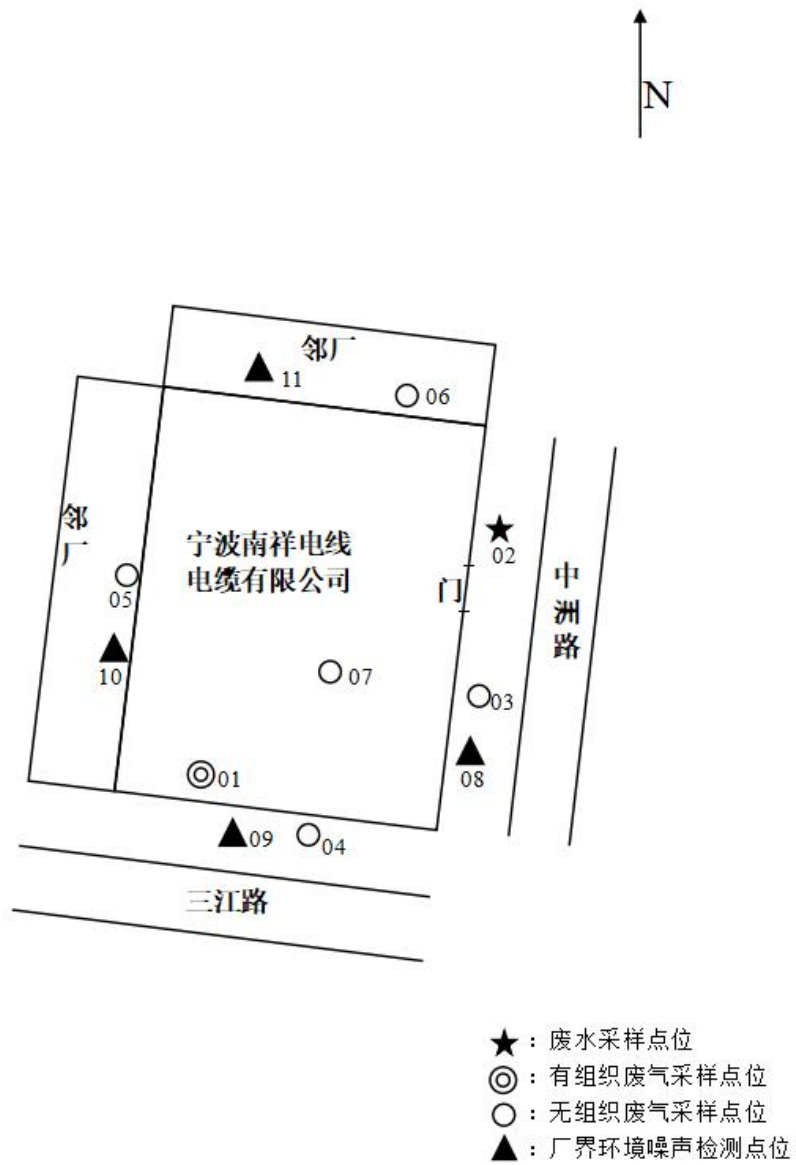 N
邻厂
11
06
邻
厂
宁波南祥电线
电缆有限公司
02
05
门
中
路
10
07
03
08
01
09
04
三江路
★：废水采样点位
◎：有组织废气采样点位
○：无组织废气采样点位
▲：厂界环境噪声检测点位